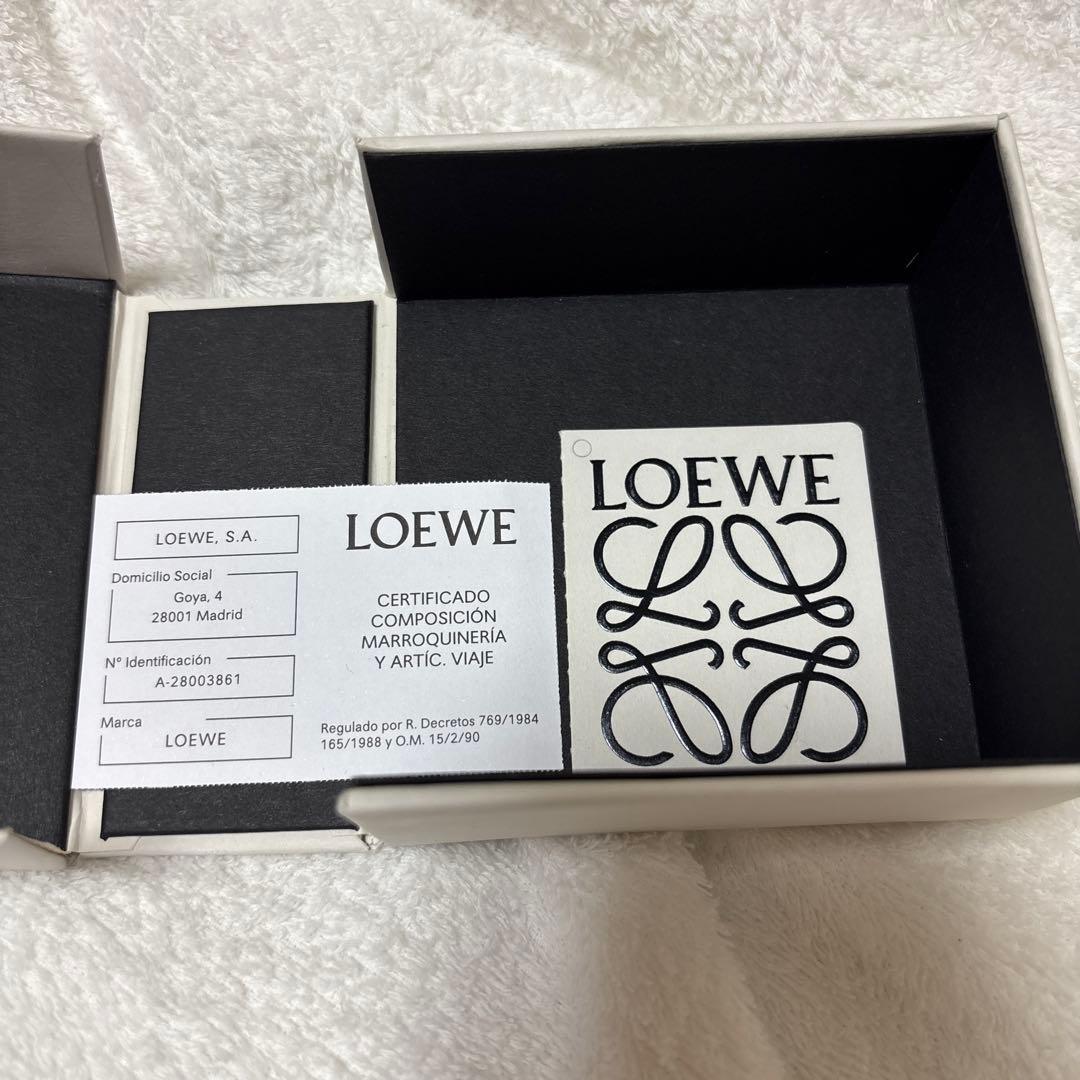 LOEWE, S.A.
Domicilio Social
Goya, 4
28001 Madrid
Nº Identificación
A-28003861
Marca
LOEWE
LOEWE
CERTIFICADO
COMPOSICIÓN
MARROQUINERÍA
Y ARTÍC. VIAJE
Regulado por R. Decretos 769/1984
165/1988 y O.M. 15/2/90
LOEWE